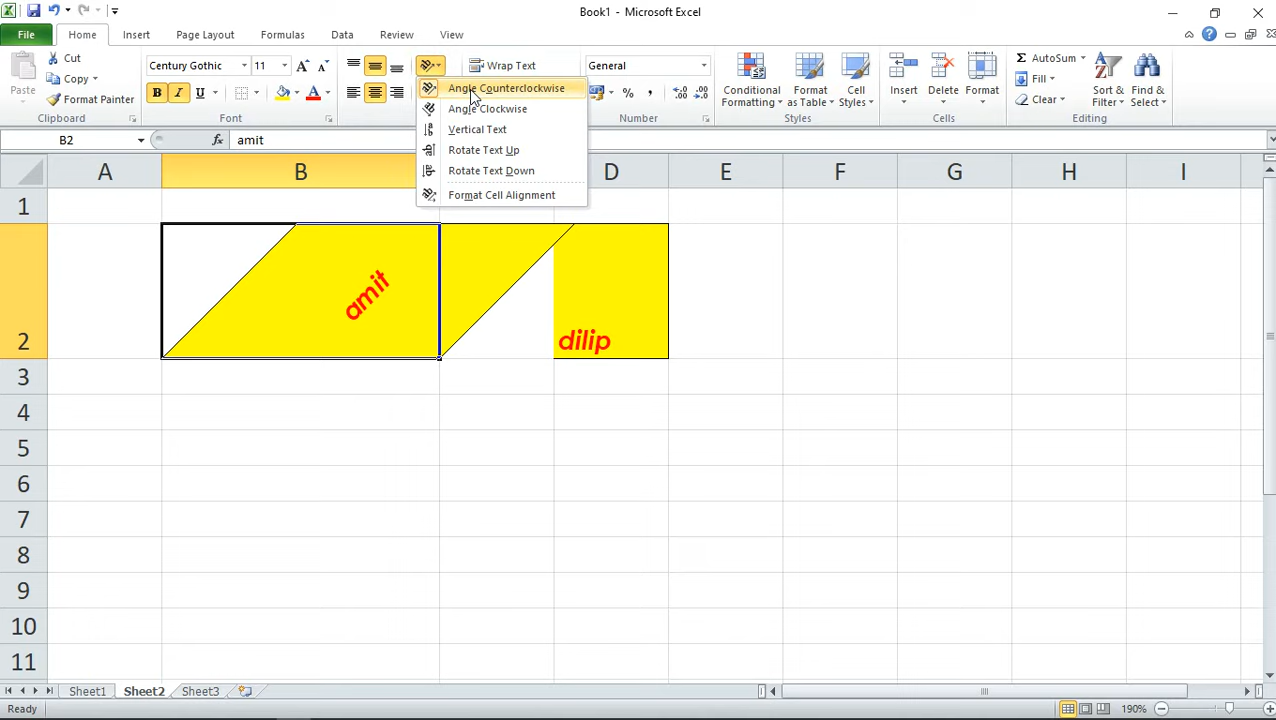 Book1 - Microsoft Excel
File Home Insert Page Layout Formulas Data Review View
Paste
Cut
Copy
Format Painter
Clipboard
Century Gothic 11 A A
B I U A
Font
Wrap Text
General
% ,
Number
Conditional Formatting
Format as Table
Cell Styles
Styles
Insert
Delete
Format
Cells
Σ AutoSum
Fill
Clear
Sort & Filter
Find & Select
Editing
Angle Counterclockwise
Angle Clockwise
Vertical Text
Rotate Text Up
Rotate Text Down
Format Cell Alignment
B2 fx amit
A B D E F G H I
1
2 amit dilip
3
4
5
6
7
8
9
10
11
Sheet1 Sheet2 Sheet3
Ready 190%